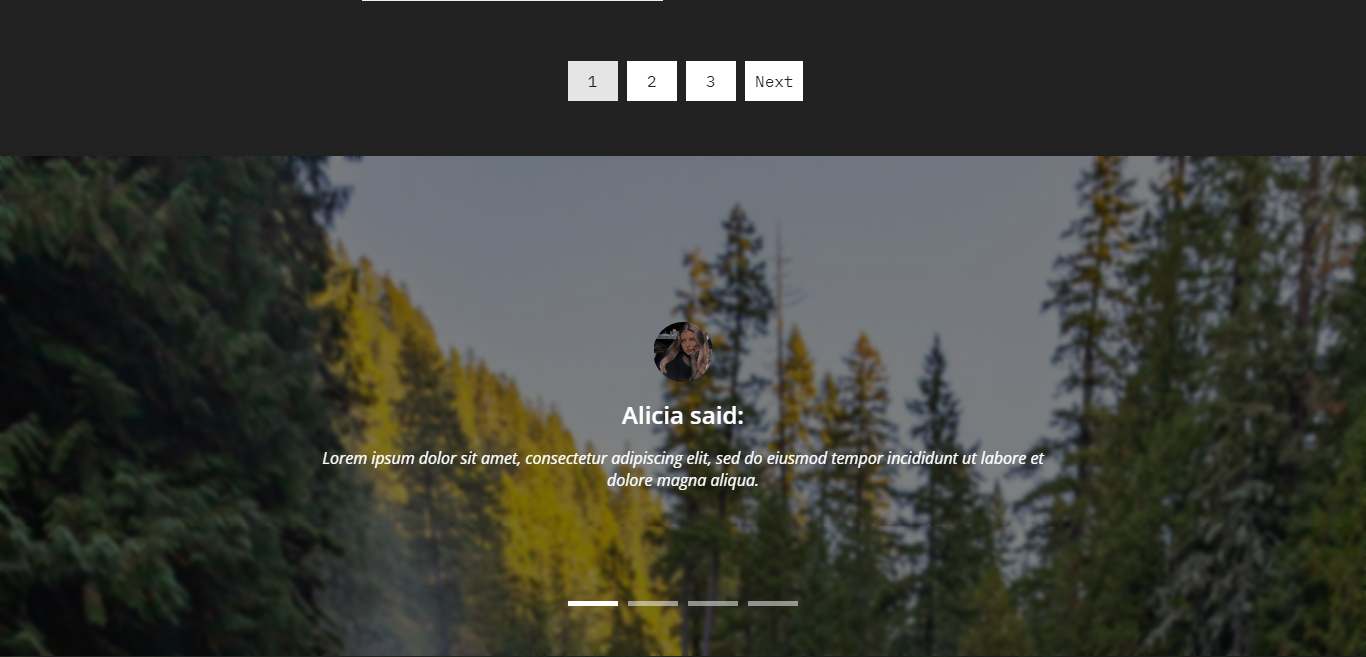 1 2 3 Next
Alicia said:
Lorem ipsum dolor sit amet, consectetur adipiscing elit, sed do eiusmod tempor incididunt ut labore et
dolore magna aliqua.